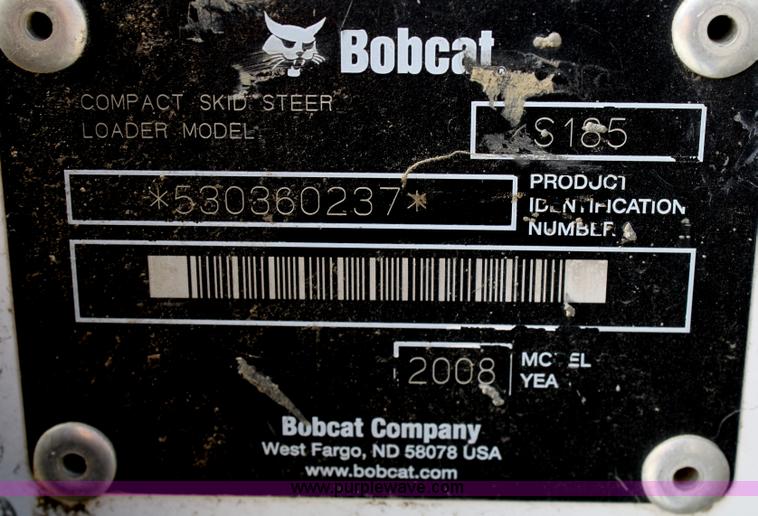 Bobcat
COMPACT SKID STEER
LOADER MODEL
S185
*530360237*
PRODUCT
IDENTIFICATION
NUMBER
2008
MODEL
YEAR
Bobcat Company
West Fargo, ND 58078 USA
www.bobcat.com
www.purplewave.com